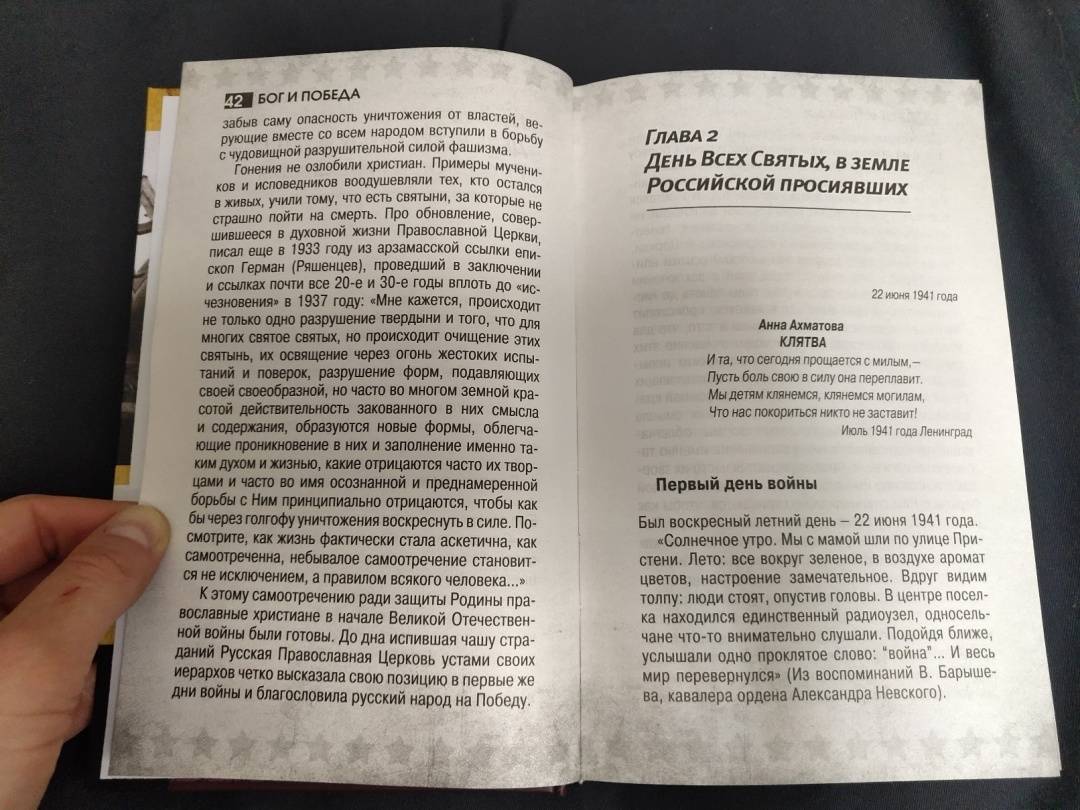 42 БОГ И ПОБЕДА
забыв саму опасность уничтожения от властей, ве-
рующие вместе со всем народом вступили в борьбу
с чудовищной разрушительной силой фашизма.
Гонения не озлобили христиан. Примеры мучени-
ков и исповедников воодушевляли тех, кто остался
в живых, учили тому, что есть святыни, за которые не
страшно пойти на смерть. Про обновление, совер-
шившееся в духовной жизни Православной Церкви,
писал еще в 1933 году из арзамасской ссылки епи-
скоп Герман (Ряшенцев), проведший в заключении
и ссылках почти все 20-е и 30-е годы вплоть до «ис-
чезновения» в 1937 году: «Мне кажется, происходит
не только одно разрушение твердыни и того, что для
многих святое святых, но происходит очищение этих
святынь, их освящение через огонь жестоких испы-
таний и поверок, разрушение форм, подавляющих
своей своеобразной, но часто во многом земной кра-
сотой действительность закованного в них смысла
и содержания, образуются новые формы, облегча-
ющие проникновение в них и заполнение именно та-
ким духом и жизнью, какие отрицаются часто их твор-
цами и часто во имя осознанной и преднамеренной
борьбы с Ним принципиально отрицаются, чтобы как
бы через голгофу уничтожения воскреснуть в силе. По-
смотрите, как жизнь фактически стала аскетична, как
самоотреченна, небывалое самоотречение становит-
ся не исключением, а правилом всякого человека...»
К этому самоотречению ради защиты Родины пра-
вославные христиане в начале Великой Отечествен-
ной войны были готовы. До дна испившая чашу стра-
даний Русская Православная Церковь устами своих
иерархов четко высказала свою позицию в первые же
дни войны и благословила русский народ на Победу.
ГЛАВА 2
ДЕНЬ ВСЕХ СВЯТЫХ, В ЗЕМЛЕ
РОССИЙСКОЙ ПРОСИЯВШИХ
22 июня 1941 года
Анна Ахматова
КЛЯТВА
И та, что сегодня прощается с милым,–
Пусть боль свою в силу она переплавит.
Мы детям клянемся, клянемся могилам,
Что нас покориться никто не заставит!
Июль 1941 года Ленинград
Первый день войны
Был воскресный летний день – 22 июня 1941 года.
«Солнечное утро. Мы с мамой шли по улице При-
стени. Лето: все вокруг зеленое, в воздухе аромат
цветов, настроение замечательное. Вдруг видим
толпу: люди стоят, опустив головы. В центре посел-
ка находился единственный радиоузел, односель-
чане что-то внимательно слушали. Подойдя ближе,
услышали одно проклятое слово: "война"... И весь
мир перевернулся» (Из воспоминаний В. Барыше-
ва, кавалера ордена Александра Невского).